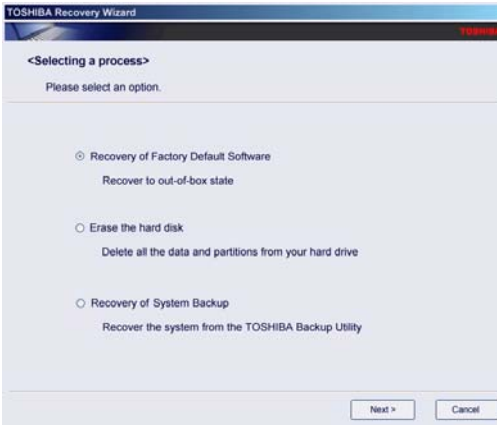 TOSHIBA Recovery Wizard
TOSHIBA
<Selecting a process>
Please select an option.
Recovery of Factory Default Software
Recover to out-of-box state
Erase the hard disk
Delete all the data and partitions from your hard drive
Recovery of System Backup
Recover the system from the TOSHIBA Backup Utility
Next >
Cancel